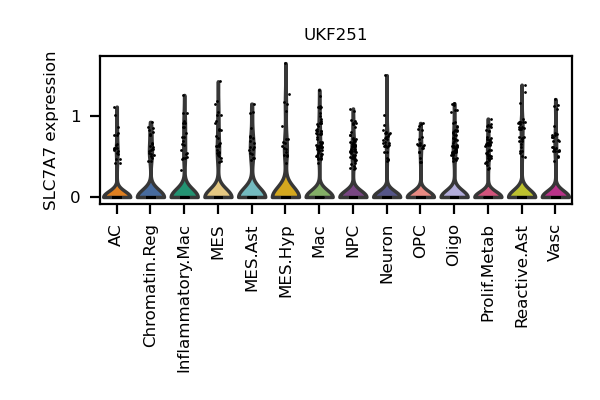 UKF251
SLC7A7 expression
1
0
AC
Chromatin.Reg
Inflammatory.Mac
MES
MES.Ast
MES.Hyp
Mac
NPC
Neuron
OPC
Oligo
Prolif.Metab
Reactive.Ast
Vasc